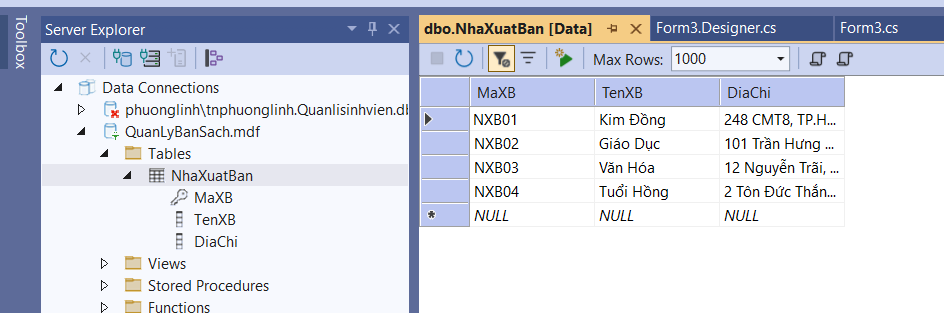 Toolbox
Server Explorer
Data Connections
phuonglinh\tnphuonglinh.Quanlisinhvien.db
QuanLyBanSach.mdf
Tables
NhaXuatBan
MaXB
TenXB
DiaChi
Views
Stored Procedures
Functions
dbo.NhaXuatBan [Data] Form3.Designer.cs Form3.cs
Max Rows: 1000
MaXB TenXB DiaChi
NXB01 Kim Đồng 248 CMT8, TP.H...
NXB02 Giáo Dục 101 Trần Hưng ...
NXB03 Văn Hóa 12 Nguyễn Trãi, ...
NXB04 Tuổi Hồng 2 Tôn Đức Thắn...
NULL NULL NULL